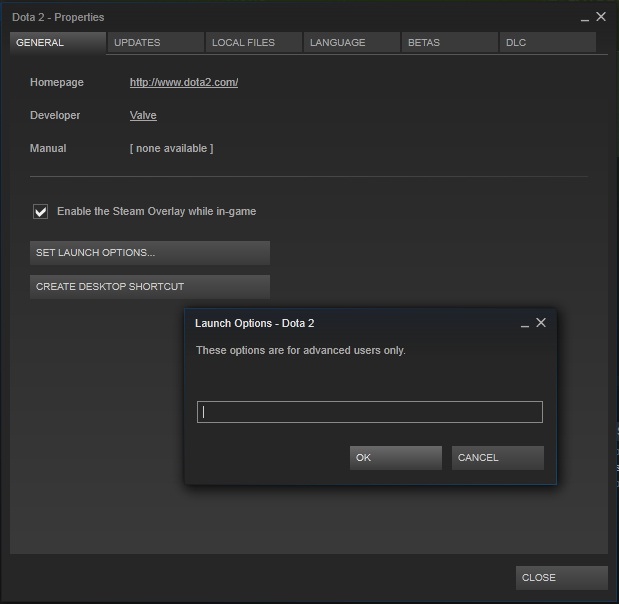 Dota 2 - Properties
GENERAL
UPDATES
LOCAL FILES
LANGUAGE
BETAS
DLC
Homepage http://www.dota2.com/
Developer Valve
Manual [ none available ]
Enable the Steam Overlay while in-game
SET LAUNCH OPTIONS...
CREATE DESKTOP SHORTCUT
Launch Options - Dota 2
These options are for advanced users only.
OK
CANCEL
CLOSE